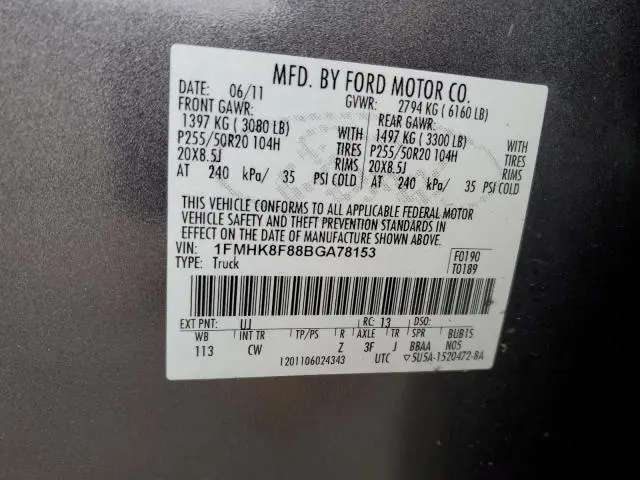 MFD. BY FORD MOTOR CO.
DATE: 06/11 GVWR: 2794 KG ( 6160 LB)
FRONT GAWR: REAR GAWR:
1397 KG ( 3080 LB) WITH 1497 KG ( 3300 LB) WITH
P255/50R20 104H TIRES P255/50R20 104H TIRES
20X8.5J RIMS 20X8.5J RIMS
AT 240 kPa/ 35 PSI COLD AT 240 kPa/ 35 PSI COLD
THIS VEHICLE CONFORMS TO ALL APPLICABLE FEDERAL MOTOR
VEHICLE SAFETY AND THEFT PREVENTION STANDARDS IN
EFFECT ON THE DATE OF MANUFACTURE SHOWN ABOVE.
VIN: 1FMHK8F88BGA78153 F0190
TYPE: Truck T0189
EXT PNT: UJ RC: 13 DSO:
WB INT TR TP/PS R AXLE TR SPR BUB15
113 CW Z 3F J BBAA N05
1201106024343 UTC ▽5U5A-1520472-BA